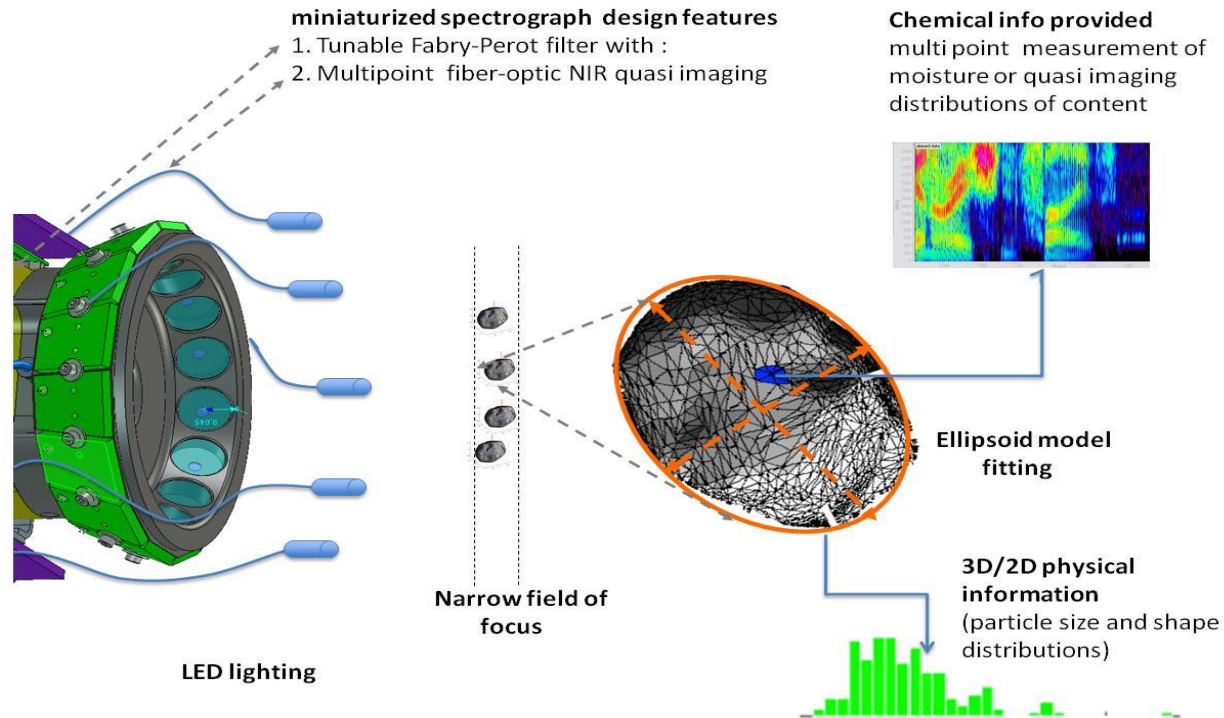 miniaturized spectrograph design features
1. Tunable Fabry-Perot filter with :
2. Multipoint fiber-optic NIR quasi imaging
Chemical info provided
multi point measurement of
moisture or quasi imaging
distributions of content
9,045
Ellipsoid model
fitting
Narrow field of
focus
3D/2D physical
information
(particle size and shape
distributions)
LED lighting